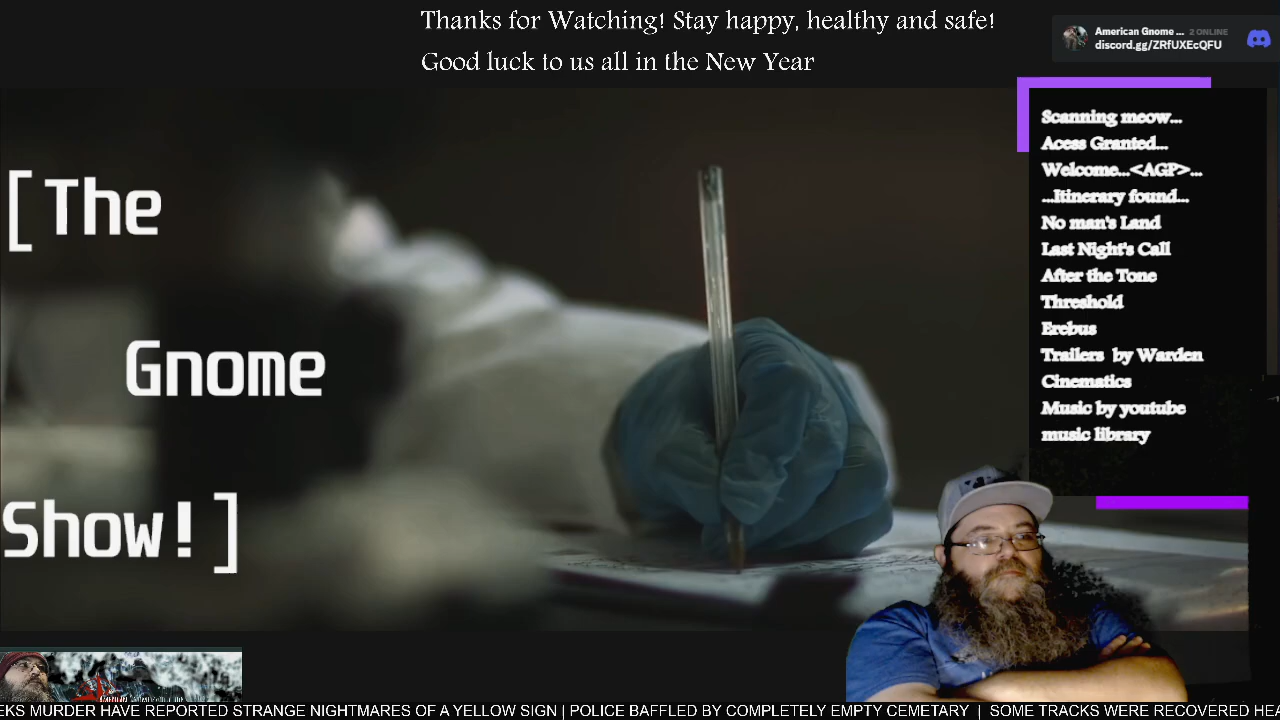 Thanks for Watching! Stay happy, healthy and safe!
Good luck to us all in the New Year
American Gnome ... 2 ONLINE
discord.gg/ZRfUXEcQFU
[The
Gnome
Show!]
Scanning meow...
Acess Granted...
Welcome...<AGP>...
...Itinerary found...
No man's Land
Last Night's Call
After the Tone
Threshold
Erebus
Trailers by Warden
Cinematics
Music by youtube
music library
EKS MURDER HAVE REPORTED STRANGE NIGHTMARES OF A YELLOW SIGN | POLICE BAFFLED BY COMPLETELY EMPTY CEMETARY | SOME TRACKS WERE RECOVERED HEA